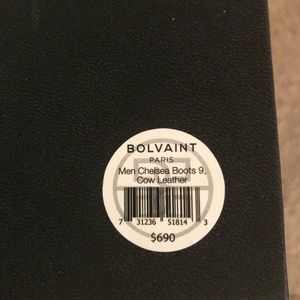 BOLVAINT
PARIS
Men Chelsea Boots 9,
Cow Leather
7 31236 51814 3
$690